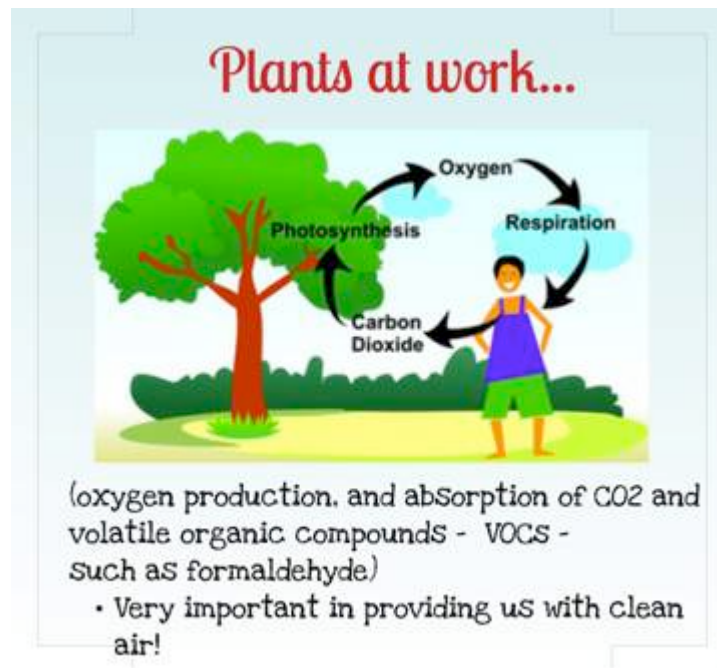 Plants at work...
Oxygen
Photosynthesis
Respiration
Carbon
Dioxide
(oxygen production, and absorption of CO2 and
volatile organic compounds - VOCs -
such as formaldehyde)
• Very important in providing us with clean
air!